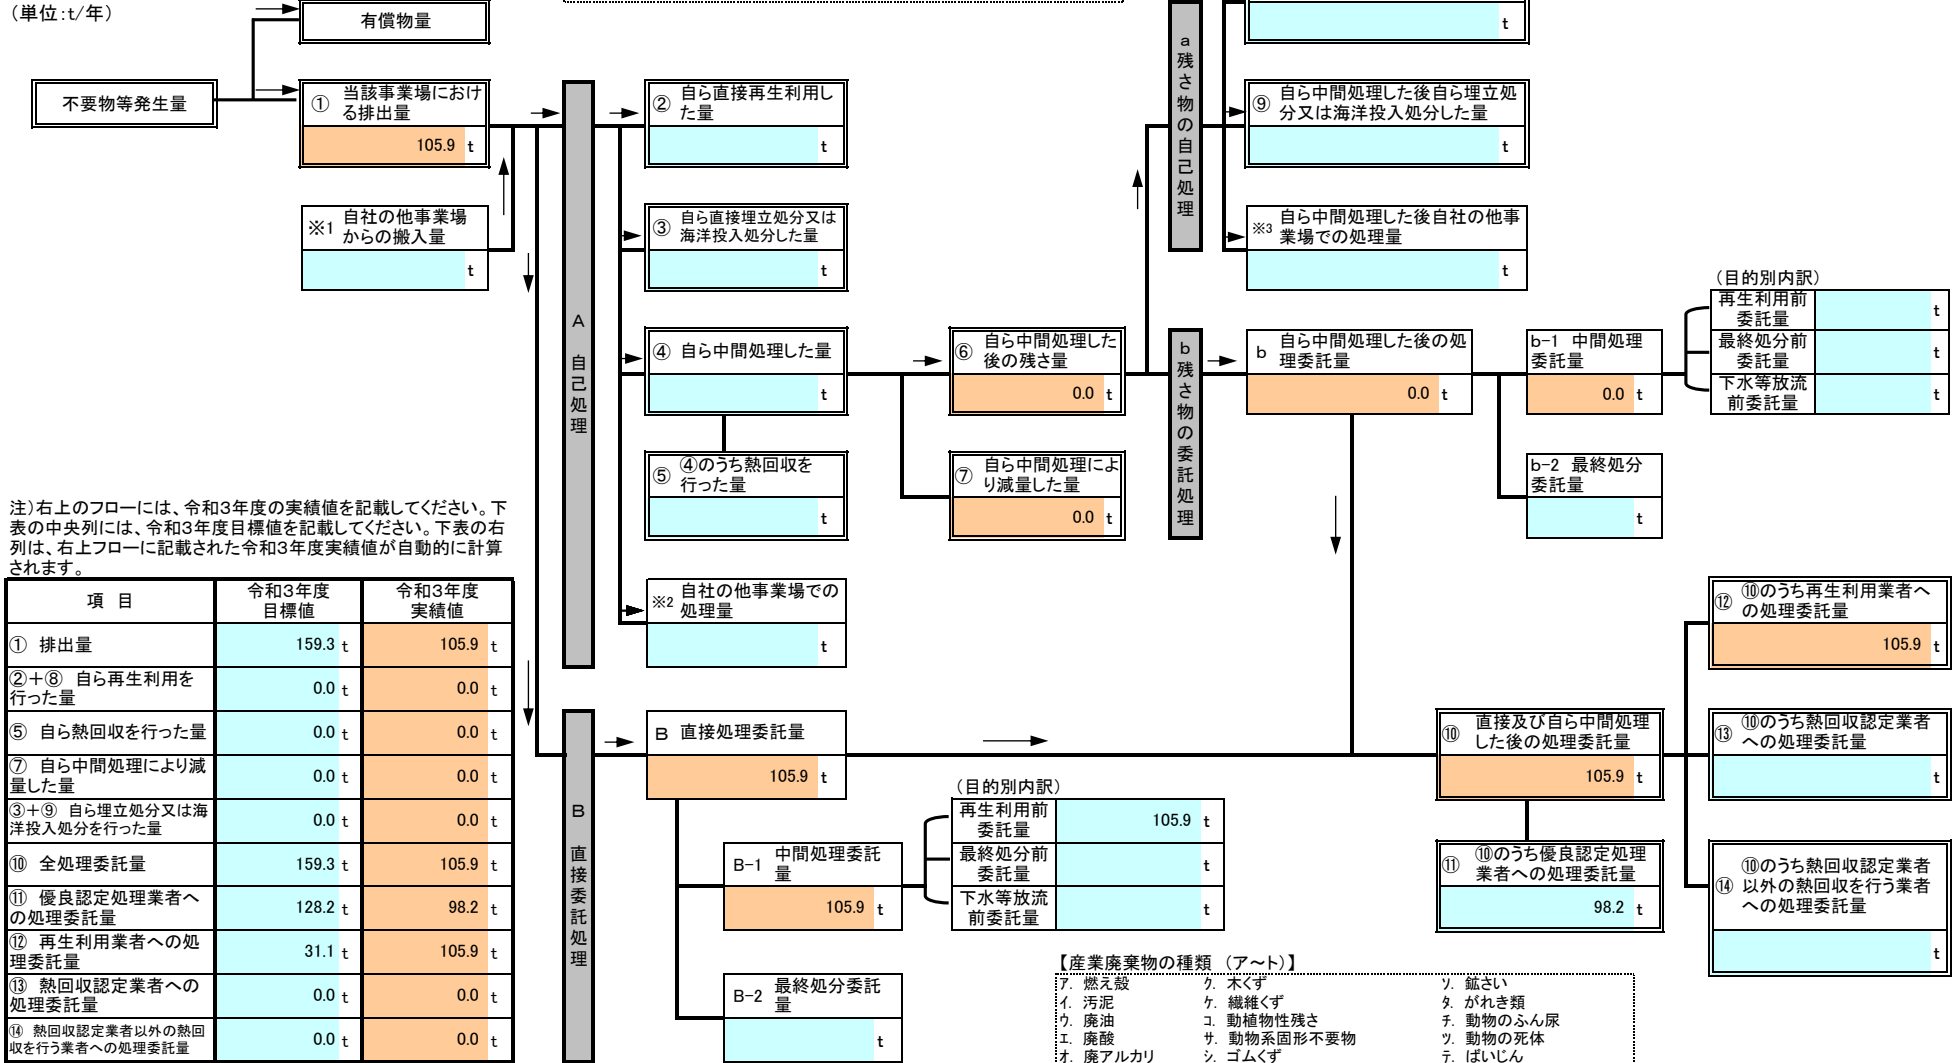 （単位：t/年）
有償物量
不要物等発生量
① 当該事業場におけ
る排出量
105.9 t
※1 自社の他事業場
からの搬入量
t
A 自己処理
② 自ら直接再生利用し
た量
t
③ 自ら直接埋立処分又は
海洋投入処分した量
t
④ 自ら中間処理した量
t
⑤ ④のうち熱回収を
行った量
t
※2 自社の他事業場での
処理量
t
⑥ 自ら中間処理した
後の残さ量
0.0 t
⑦ 自ら中間処理によ
り減量した量
0.0 t
a 残さ物の自己処理
t
⑨ 自ら中間処理した後自ら埋立処
分又は海洋投入処分した量
t
※3 自ら中間処理した後自社の他事
業場での処理量
t
b 残さ物の委託処理
b 自ら中間処理した後の処
理委託量
0.0 t
b-1 中間処理
委託量
0.0 t
b-2 最終処分
委託量
t
（目的別内訳）
再生利用前
委託量
t
最終処分前
委託量
t
下水等放流
前委託量
t
注）右上のフローには、令和３年度の実績値を記載してください。下
表の中央列には、令和３年度目標値を記載してください。下表の右
列は、右上フローに記載された令和３年度実績値が自動的に計算
されます。
項 目 令和３年度 目標値 令和３年度 実績値
① 排出量 159.3 t 105.9 t
②＋⑧ 自ら再生利用を
行った量 0.0 t 0.0 t
⑤ 自ら熱回収を行った量 0.0 t 0.0 t
⑦ 自ら中間処理により減
量した量 0.0 t 0.0 t
③＋⑨ 自ら埋立処分又は海
洋投入処分を行った量 0.0 t 0.0 t
⑩ 全処理委託量 159.3 t 105.9 t
⑪ 優良認定処理業者へ
の処理委託量 128.2 t 98.2 t
⑫ 再生利用業者への処
理委託量 31.1 t 105.9 t
⑬ 熱回収認定業者への
処理委託量 0.0 t 0.0 t
⑭ 熱回収認定業者以外の熱回
収を行う業者への処理委託量 0.0 t 0.0 t
B 直接委託処理
B 直接処理委託量
105.9 t
B-1 中間処理委託
量
105.9 t
B-2 最終処分委託
量
t
（目的別内訳）
再生利用前
委託量
105.9 t
最終処分前
委託量
t
下水等放流
前委託量
t
⑩ 直接及び自ら中間処理
した後の処理委託量
105.9 t
⑪ ⑩のうち優良認定処理
業者への処理委託量
98.2 t
⑫ ⑩のうち再生利用業者へ
の処理委託量
105.9 t
⑬ ⑩のうち熱回収認定業者
への処理委託量
t
⑭ ⑩のうち熱回収認定業者
以外の熱回収を行う業者
への処理委託量
t
【産業廃棄物の種類 （ア～ト）】
ア. 燃え殻 ク. 木くず ソ. 鉱さい
イ. 汚泥 ケ. 繊維くず タ. がれき類
ウ. 廃油 コ. 動植物性残さ チ. 動物のふん尿
エ. 廃酸 サ. 動物系固形不要物 ツ. 動物の死体
オ. 廃アルカリ シ. ゴムくず テ. ばいじん